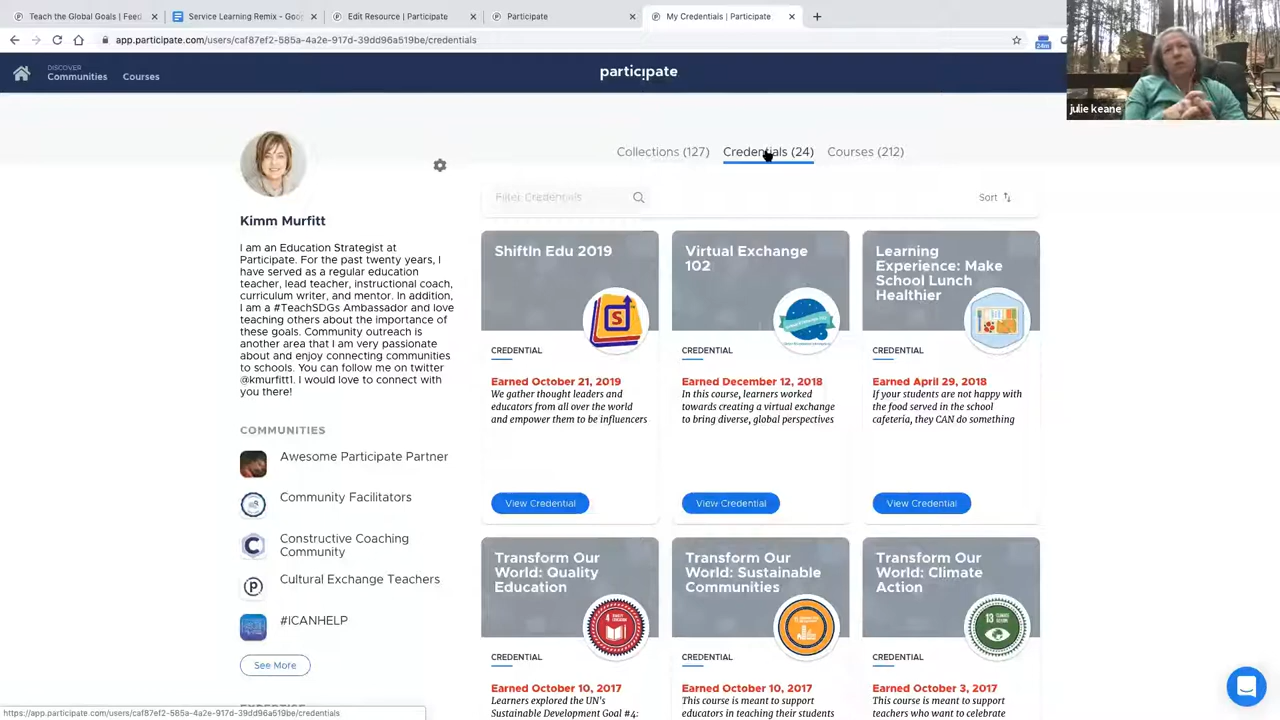 Teach the Global Goals | Feed
Service Learning Remix - Goo
Edit Resource | Participate
Participate
My Credentials | Participate
app.participate.com/users/caf87ef2-585a-4a2e-917d-39dd96a519be/credentials
24m
julie keane
DISCOVER
Communities
Courses
participate
Collections (127)
Credentials (24)
Courses (212)
Filter Credentials
Sort
Kimm Murfitt
I am an Education Strategist at
Participate. For the past twenty years, I
have served as a regular education
teacher, lead teacher, instructional coach,
curriculum writer, and mentor. In addition,
I am a #TeachSDGs Ambassador and love
teaching others about the importance of
these goals. Community outreach is
another area that I am very passionate
about and enjoy connecting communities
to schools. You can follow me on twitter
@kmurfitt1. I would love to connect with
you there!
COMMUNITIES
Awesome Participate Partner
Community Facilitators
Constructive Coaching
Community
Cultural Exchange Teachers
#ICANHELP
See More
ShiftIn Edu 2019
CREDENTIAL
Earned October 21, 2019
We gather thought leaders and
educators from all over the world
and empower them to be influencers
View Credential
Virtual Exchange
102
CREDENTIAL
Earned December 12, 2018
In this course, learners worked
towards creating a virtual exchange
to bring diverse, global perspectives
View Credential
Learning
Experience: Make
School Lunch
Healthier
CREDENTIAL
Earned April 29, 2018
If your students are not happy with
the food served in the school
cafeteria, they CAN do something
View Credential
Transform Our
World: Quality
Education
CREDENTIAL
Earned October 10, 2017
Learners explored the UN's
Sustainable Development Goal #4:
Transform Our
World: Sustainable
Communities
CREDENTIAL
Earned October 10, 2017
This course is meant to support
educators in teaching their students
Transform Our
World: Climate
Action
13
CREDENTIAL
Earned October 3, 2017
This course is meant to support
teachers who want to celebrate
https://app.participate.com/users/caf87ef2-585a-4a2e-917d-39dd96a519be/credentials